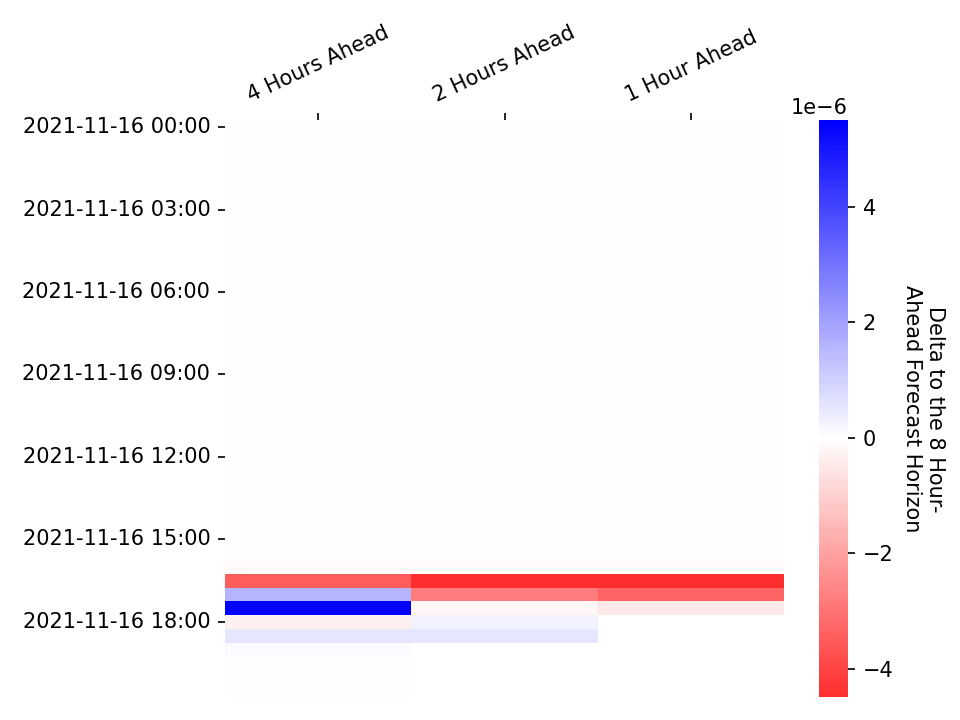 4 Hours Ahead
2 Hours Ahead
1 Hour Ahead
1e−6
2021-11-16 00:00
2021-11-16 03:00
2021-11-16 06:00
2021-11-16 09:00
2021-11-16 12:00
2021-11-16 15:00
2021-11-16 18:00
4
2
0
−2
−4
Delta to the 8 Hour-
Ahead Forecast Horizon